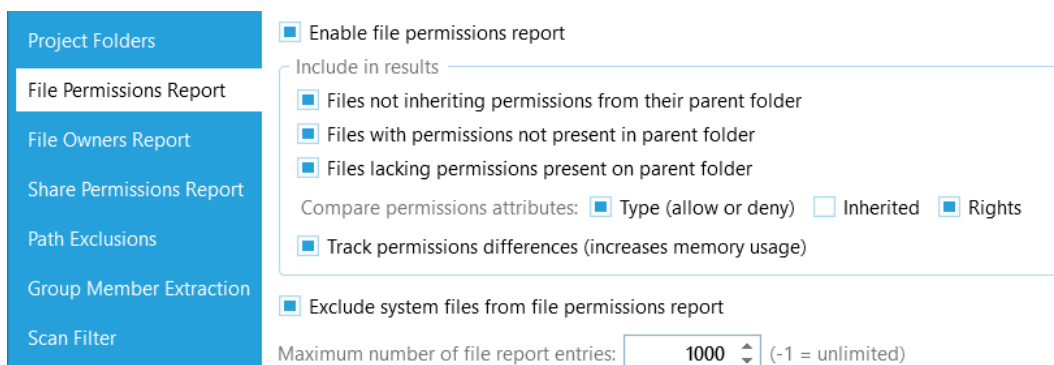 Project Folders
File Permissions Report
File Owners Report
Share Permissions Report
Path Exclusions
Group Member Extraction
Scan Filter
Enable file permissions report
Include in results
Files not inheriting permissions from their parent folder
Files with permissions not present in parent folder
Files lacking permissions present on parent folder
Compare permissions attributes: Type (allow or deny) Inherited Rights
Track permissions differences (increases memory usage)
Exclude system files from file permissions report
Maximum number of file report entries: 1000 (-1 = unlimited)